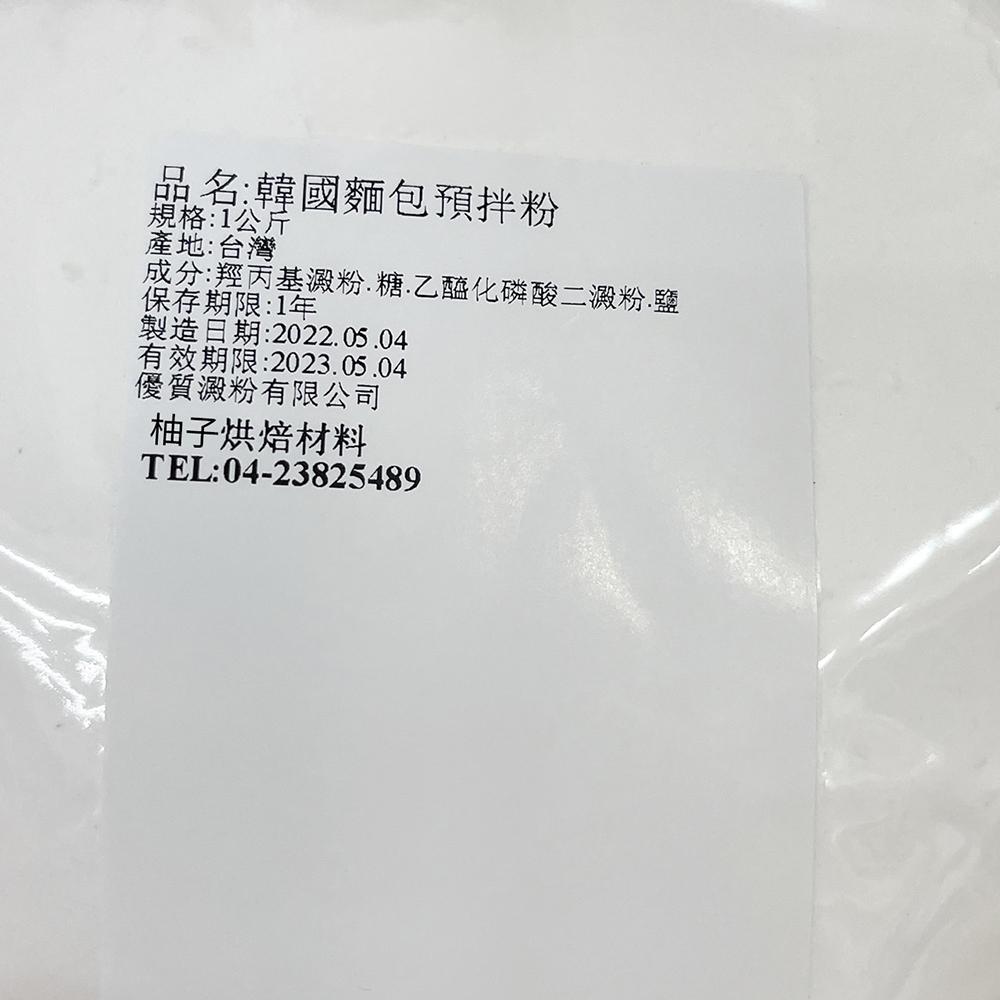 品名:韓國麵包預拌粉
規格:1公斤
產地:台灣
成分:羥丙基澱粉.糖.乙醯化磷酸二澱粉.鹽
保存期限:1年
製造日期:2022.05.04
有效期限:2023.05.04
優質澱粉有限公司
柚子烘焙材料
TEL:04-23825489